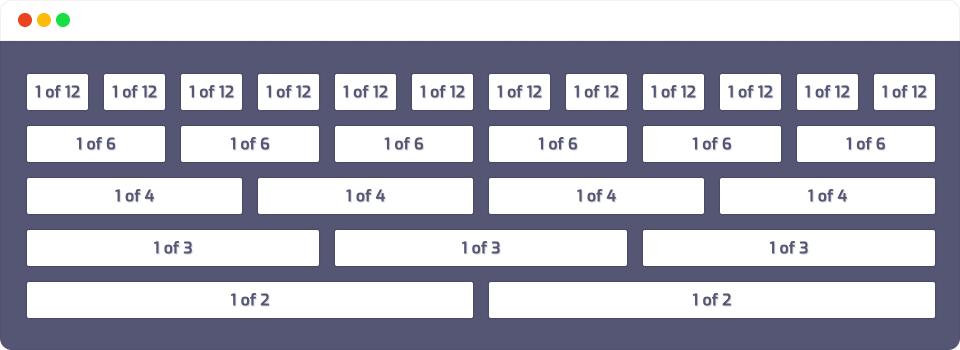 1 of 12 1 of 12 1 of 12 1 of 12 1 of 12 1 of 12 1 of 12 1 of 12 1 of 12 1 of 12 1 of 12 1 of 12
1 of 6 1 of 6 1 of 6 1 of 6 1 of 6 1 of 6
1 of 4 1 of 4 1 of 4 1 of 4
1 of 3 1 of 3 1 of 3
1 of 2 1 of 2